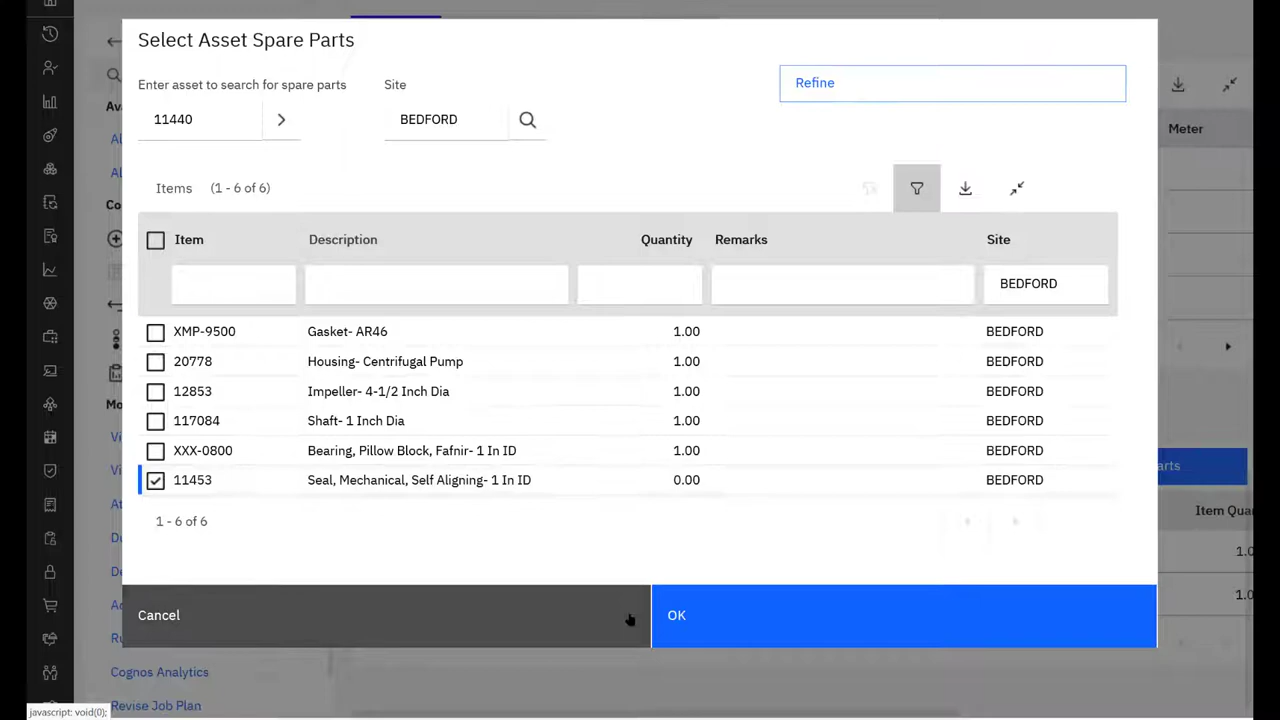 Select Asset Spare Parts
Enter asset to search for spare parts Site
Refine
11440 BEDFORD
Meter
Items (1 - 6 of 6)
Item Description Quantity Remarks Site
BEDFORD
XMP-9500 Gasket- AR46 1.00 BEDFORD
20778 Housing- Centrifugal Pump 1.00 BEDFORD
12853 Impeller- 4-1/2 Inch Dia 1.00 BEDFORD
117084 Shaft- 1 Inch Dia 1.00 BEDFORD
XXX-0800 Bearing, Pillow Block, Fafnir- 1 In ID 1.00 BEDFORD
11453 Seal, Mechanical, Self Aligning- 1 In ID 0.00 BEDFORD
1 - 6 of 6
Cancel OK
Cognos Analytics
Revise Job Plan
javascript: void(0);